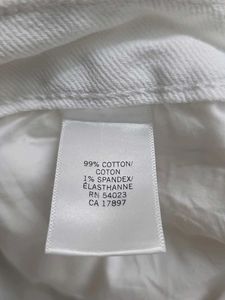 99% COTTON/
COTON
1% SPANDEX/
ÉLASTHANNE
RN 54023
CA 17897